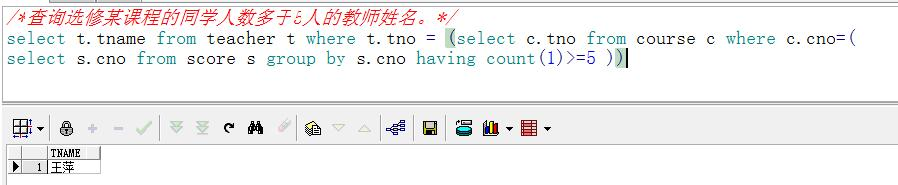 /*查询选修某课程的同学人数多于5人的教师姓名。*/
select t.tname from teacher t where t.tno = (select c.tno from course c where c.cno=(
select s.cno from score s group by s.cno having count(1)>=5 ))
TNAME
1 王萍